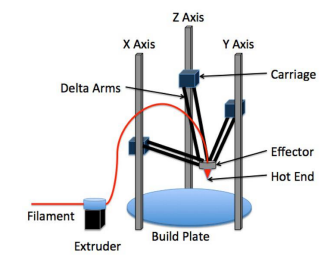 Z Axis
X Axis
Y Axis
Carriage
Delta Arms
Effector
Hot End
Filament
Build Plate
Extruder